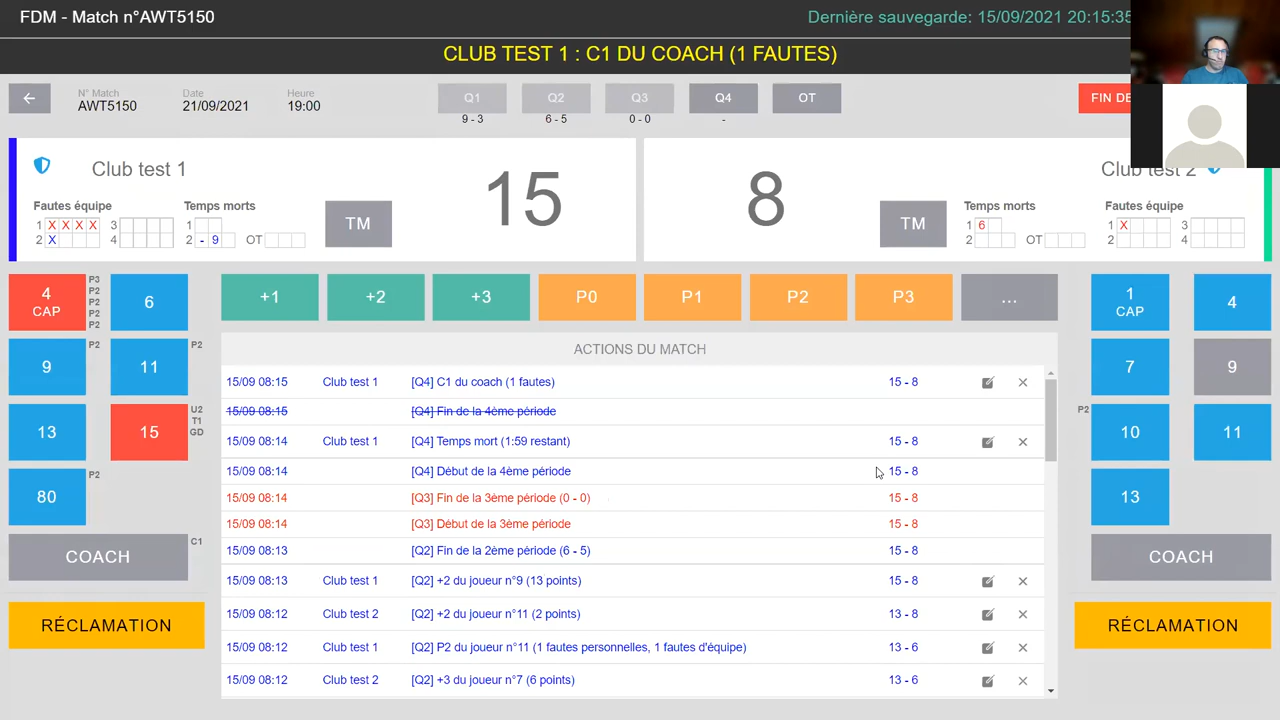 FDM - Match n°AWT5150
Dernière sauvegarde: 15/09/2021 20:15:35
CLUB TEST 1 : C1 DU COACH (1 FAUTES)
N° Match
AWT5150
Date
21/09/2021
Heure
19:00
Q1
9 - 3
Q2
6 - 5
Q3
0 - 0
Q4
-
OT
FIN DE
Club test 1
15
8
Club test 2
Fautes équipe
1 X X X X 3
2 X 4
Temps morts
1
2 - 9 OT
TM
TM
Temps morts
1 6
2 OT
Fautes équipe
1 X 3
2 4
4
CAP
P3
P2
P2
P2
P2
6
9
P2
11
P2
13
15
U2
T1
GD
80
P2
COACH
C1
RÉCLAMATION
+1
+2
+3
P0
P1
P2
P3
...
ACTIONS DU MATCH
15/09 08:15 Club test 1 [Q4] C1 du coach (1 fautes) 15 - 8
15/09 08:15 [Q4] Fin de la 4ème période
15/09 08:14 Club test 1 [Q4] Temps mort (1:59 restant) 15 - 8
15/09 08:14 [Q4] Début de la 4ème période 15 - 8
15/09 08:14 [Q3] Fin de la 3ème période (0 - 0) 15 - 8
15/09 08:14 [Q3] Début de la 3ème période 15 - 8
15/09 08:13 [Q2] Fin de la 2ème période (6 - 5) 15 - 8
15/09 08:13 Club test 1 [Q2] +2 du joueur n°9 (13 points) 15 - 8
15/09 08:12 Club test 2 [Q2] +2 du joueur n°11 (2 points) 13 - 8
15/09 08:12 Club test 1 [Q2] P2 du joueur n°11 (1 fautes personnelles, 1 fautes d'équipe) 13 - 6
15/09 08:12 Club test 2 [Q2] +3 du joueur n°7 (6 points) 13 - 6
1
CAP
4
7
9
P2
10
11
13
COACH
RÉCLAMATION